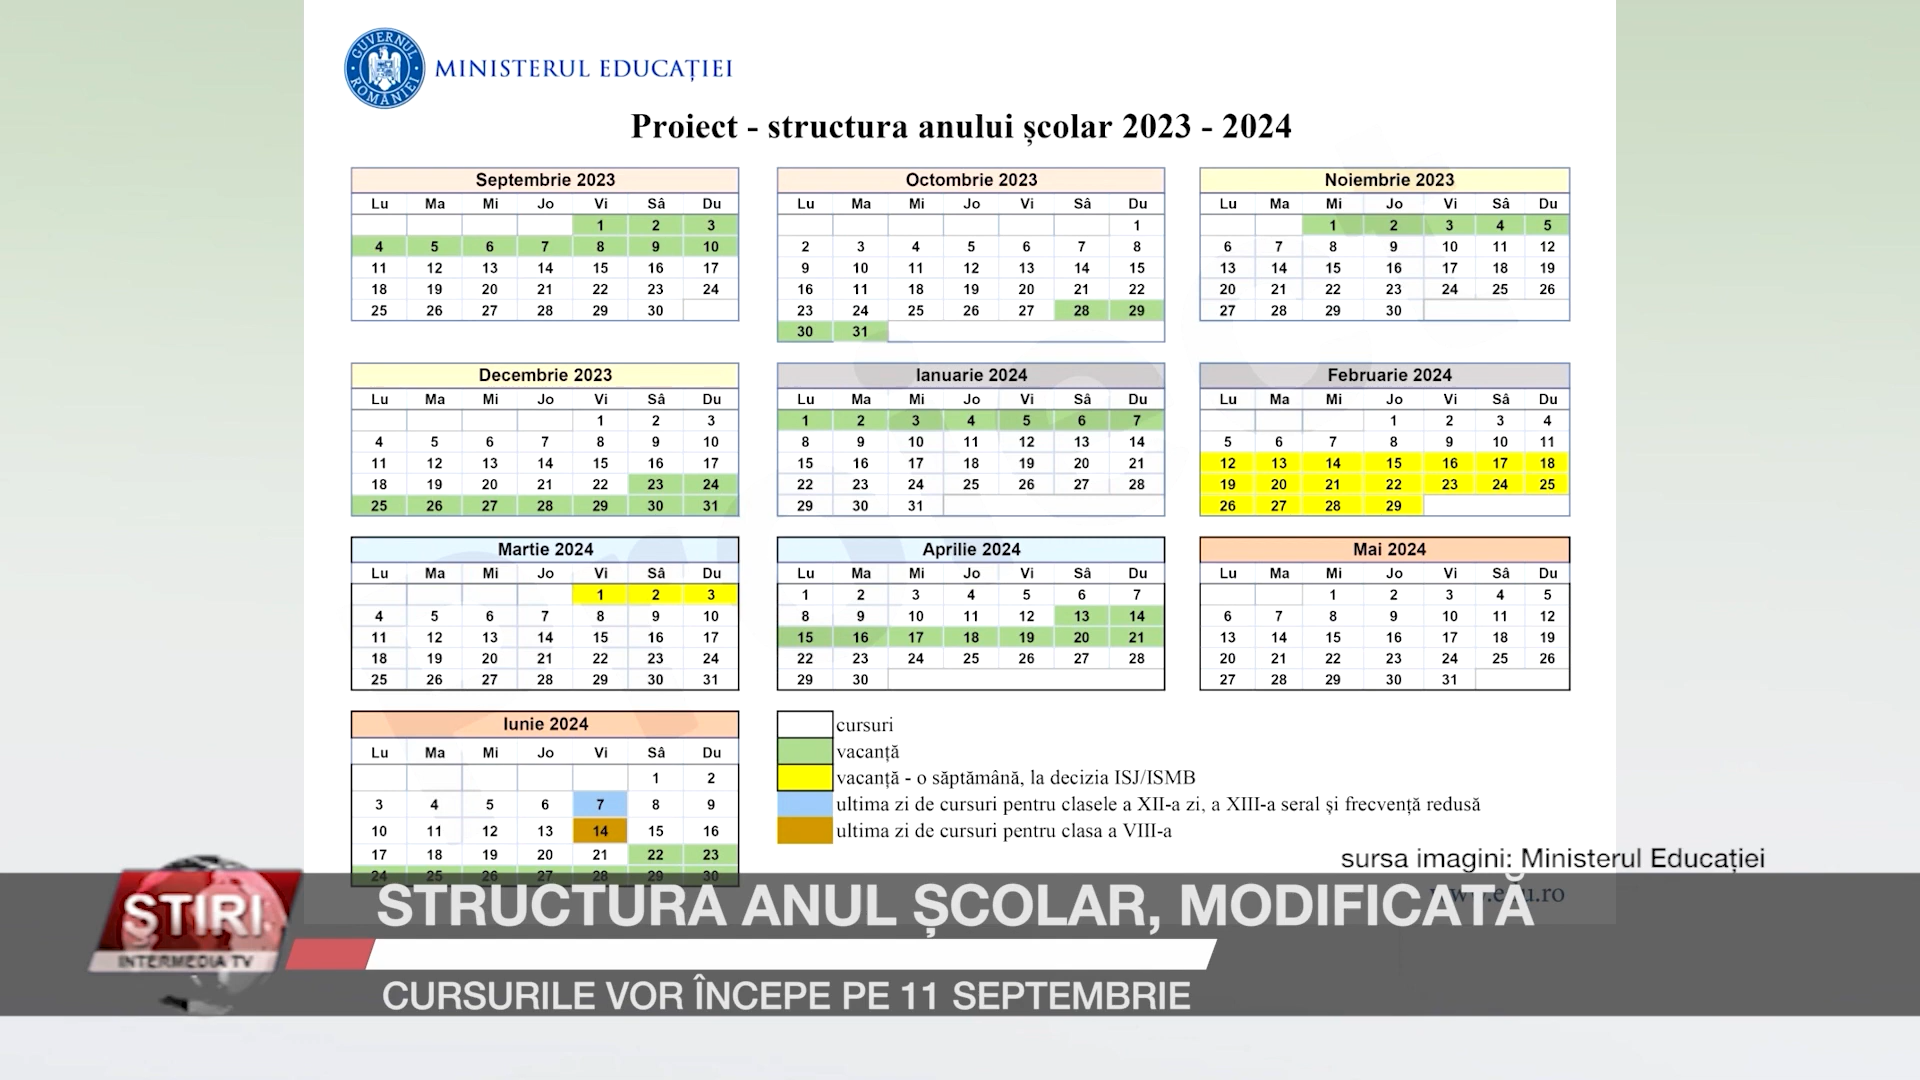 GUVERNUL ROMÂNIEI
MINISTERUL EDUCAȚIEI
Proiect - structura anului școlar 2023 - 2024
Septembrie 2023
Lu Ma Mi Jo Vi Sâ Du
1 2 3
4 5 6 7 8 9 10
11 12 13 14 15 16 17
18 19 20 21 22 23 24
25 26 27 28 29 30
Octombrie 2023
Lu Ma Mi Jo Vi Sâ Du
1
2 3 4 5 6 7 8
9 10 11 12 13 14 15
16 11 18 19 20 21 22
23 24 25 26 27 28 29
30 31
Noiembrie 2023
Lu Ma Mi Jo Vi Sâ Du
1 2 3 4 5
6 7 8 9 10 11 12
13 14 15 16 17 18 19
20 21 22 23 24 25 26
27 28 29 30
Decembrie 2023
Lu Ma Mi Jo Vi Sâ Du
1 2 3
4 5 6 7 8 9 10
11 12 13 14 15 16 17
18 19 20 21 22 23 24
25 26 27 28 29 30 31
Ianuarie 2024
Lu Ma Mi Jo Vi Sâ Du
1 2 3 4 5 6 7
8 9 10 11 12 13 14
15 16 17 18 19 20 21
22 23 24 25 26 27 28
29 30 31
Februarie 2024
Lu Ma Mi Jo Vi Sâ Du
1 2 3 4
5 6 7 8 9 10 11
12 13 14 15 16 17 18
19 20 21 22 23 24 25
26 27 28 29
Martie 2024
Lu Ma Mi Jo Vi Sâ Du
1 2 3
4 5 6 7 8 9 10
11 12 13 14 15 16 17
18 19 20 21 22 23 24
25 26 27 28 29 30 31
Aprilie 2024
Lu Ma Mi Jo Vi Sâ Du
1 2 3 4 5 6 7
8 9 10 11 12 13 14
15 16 17 18 19 20 21
22 23 24 25 26 27 28
29 30
Mai 2024
Lu Ma Mi Jo Vi Sâ Du
1 2 3 4 5
6 7 8 9 10 11 12
13 14 15 16 17 18 19
20 21 22 23 24 25 26
27 28 29 30 31
Iunie 2024
Lu Ma Mi Jo Vi Sâ Du
1 2
3 4 5 6 7 8 9
10 11 12 13 14 15 16
17 18 19 20 21 22 23
24 25 26 27 28 29 30
cursuri
vacanță
vacanță - o săptămână, la decizia ISJ/ISMB
ultima zi de cursuri pentru clasele a XII-a zi, a XIII-a seral și frecvență redusă
ultima zi de cursuri pentru clasa a VIII-a
sursa imagini: Ministerul Educației
STRUCTURA ANUL ȘCOLAR, MODIFICATĂ
ȘTIRI
INTERMEDIA TV
CURSURILE VOR ÎNCEPE PE 11 SEPTEMBRIE